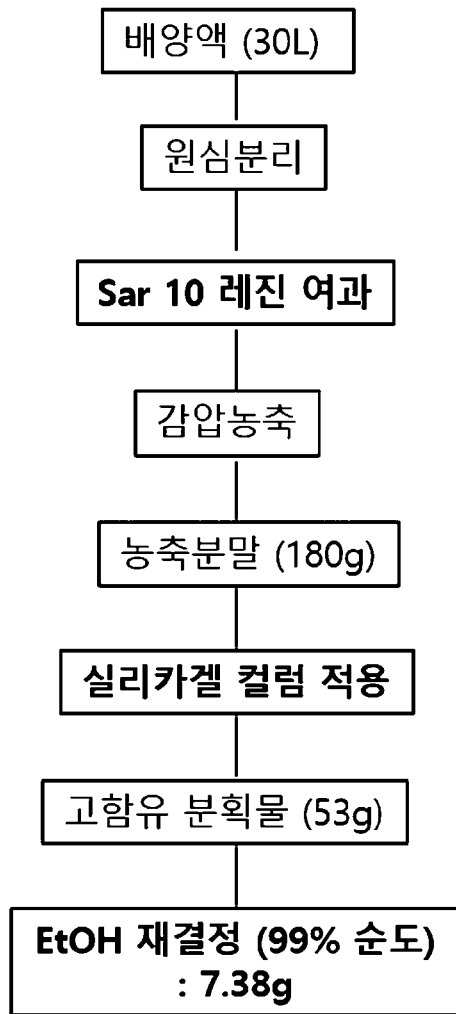 배양액 (30L)
원심분리
Sar 10 레진 여과
감압농축
농축분말 (180g)
실리카겔 컬럼 적용
고함유 분획물 (53g)
EtOH 재결정 (99% 순도)
: 7.38g